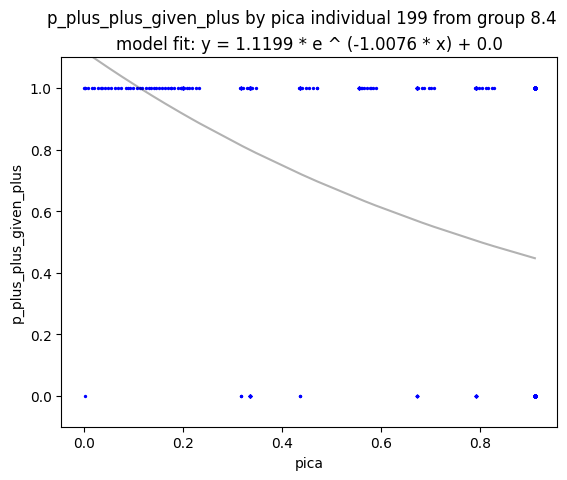 p_plus_plus_given_plus by pica individual 199 from group 8.4
model fit: y = 1.1199 * e ^ (-1.0076 * x) + 0.0
1.0
0.8
0.6
0.4
0.2
0.0
p_plus_plus_given_plus
0.0 0.2 0.4 0.6 0.8
pica